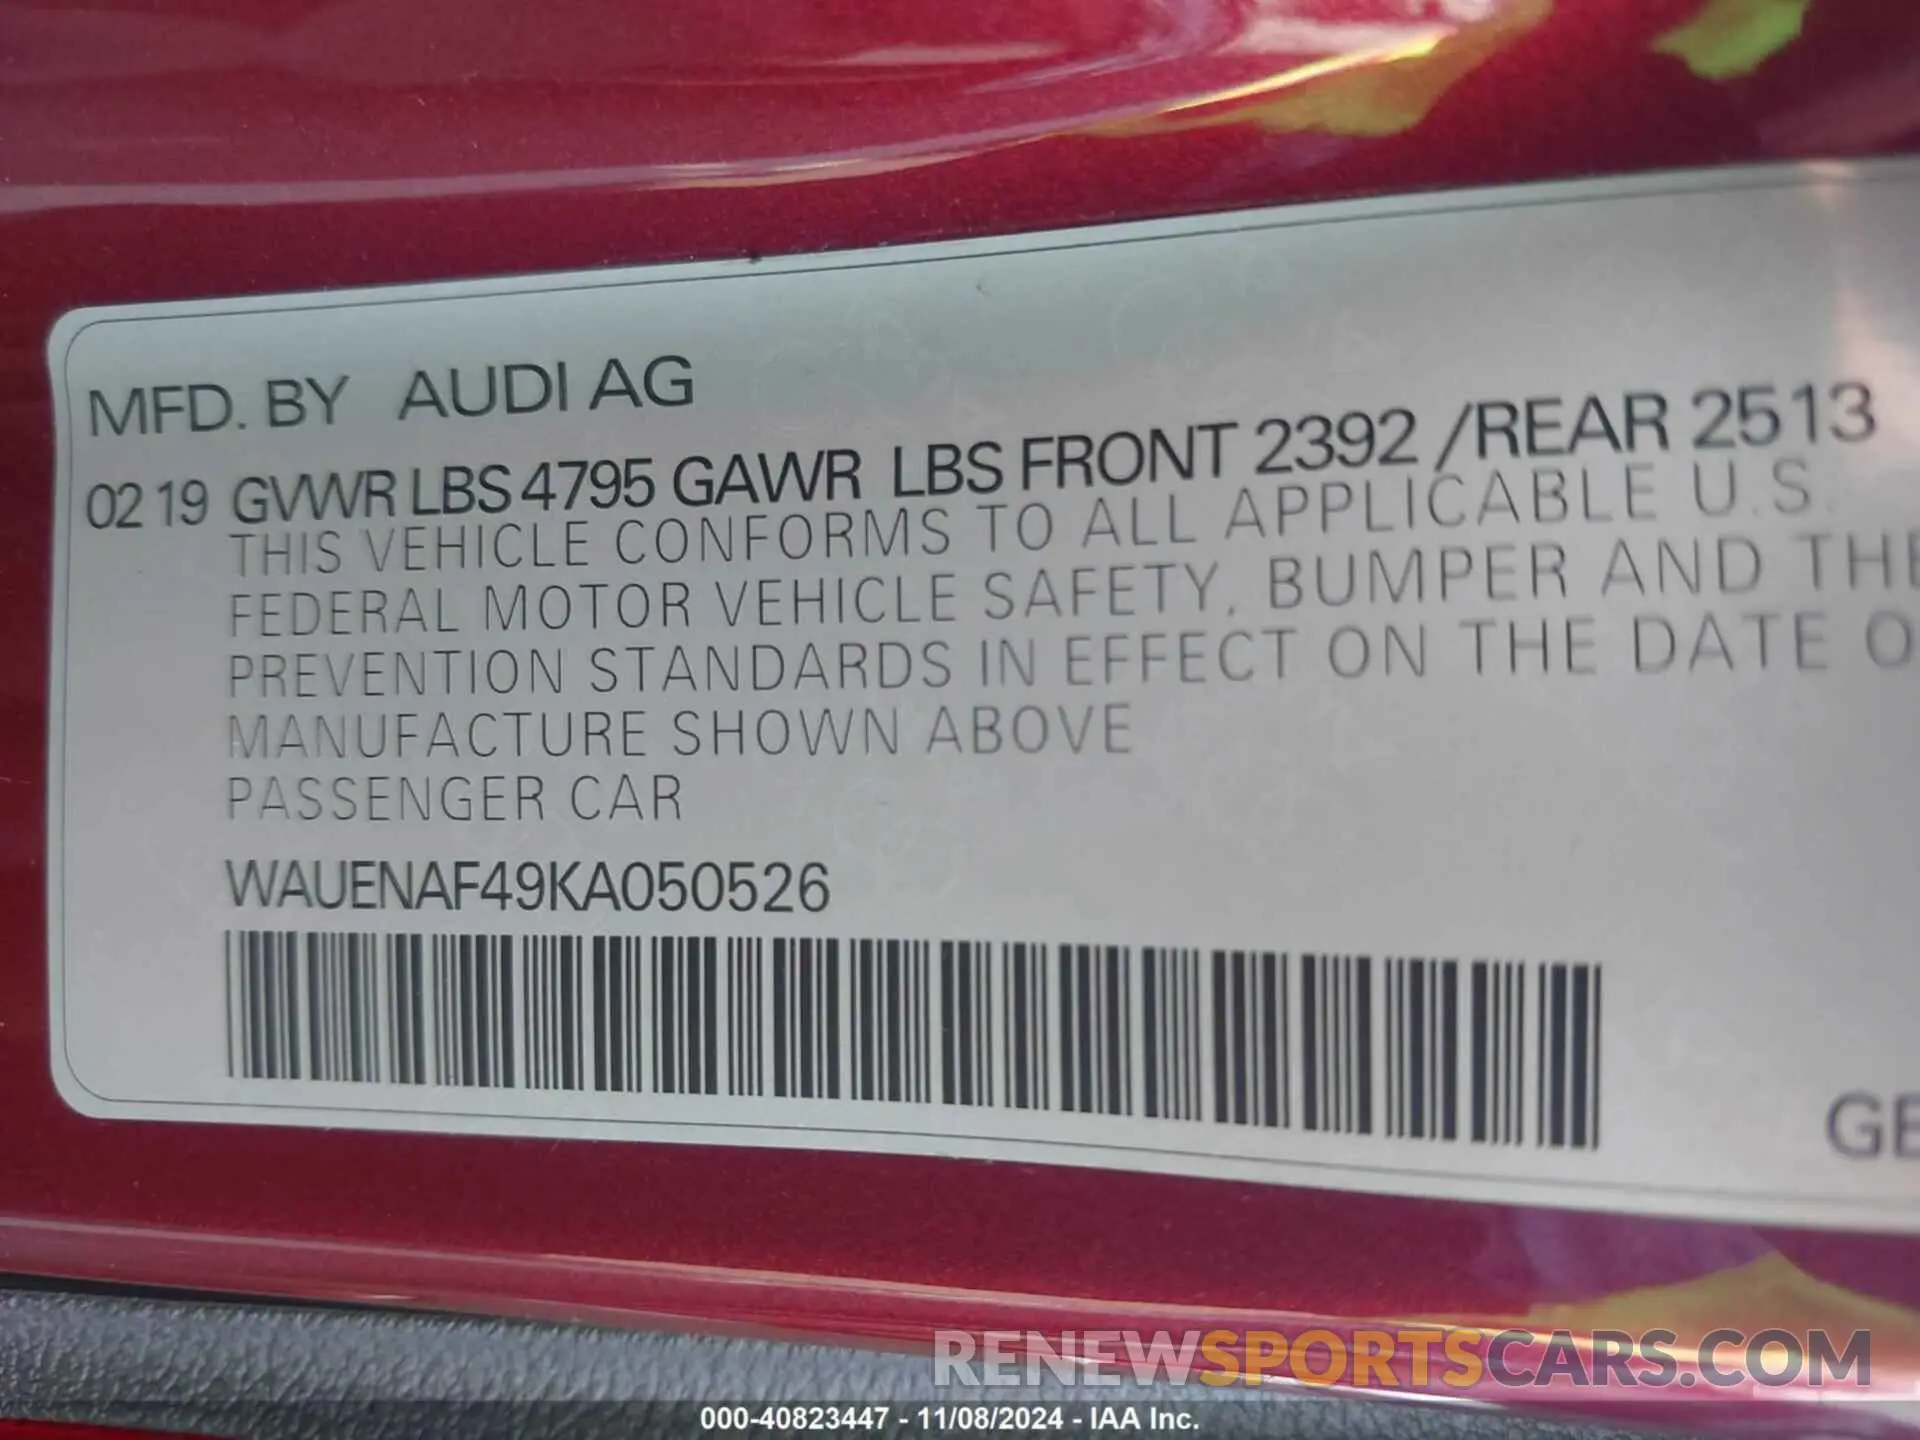 MFD. BY AUDI AG
02 19 GVWR LBS 4795 GAWR LBS FRONT 2392 /REAR 2513
THIS VEHICLE CONFORMS TO ALL APPLICABLE U.S.
FEDERAL MOTOR VEHICLE SAFETY, BUMPER AND
PREVENTION STANDARDS IN EFFECT ON THE DATE
MANUFACTURE SHOWN ABOVE
PASSENGER CAR
WAUENAF49KA050526
RENEWSPORTSCARS.COM
000-40823447 - 11/08/2024 - IAA Inc.